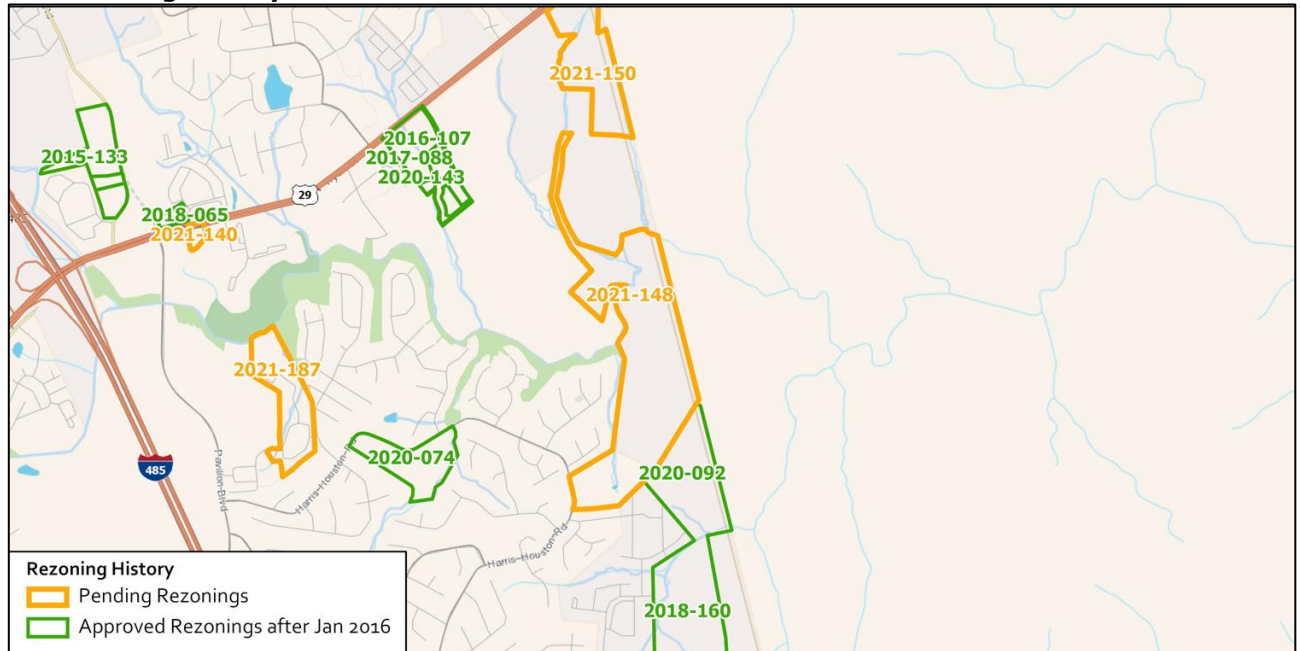 2021-150
2016-107
2015-133
2017-088
2020-143
29
2018-065
2021-140
2021-148
2021-187
2020-074
485
Pavilion-Blvd
Harris-Houston-Rd
2020-092
Harris-Houston-Rd
2018-160
Rezoning History
Pending Rezonings
Approved Rezonings after Jan 2016